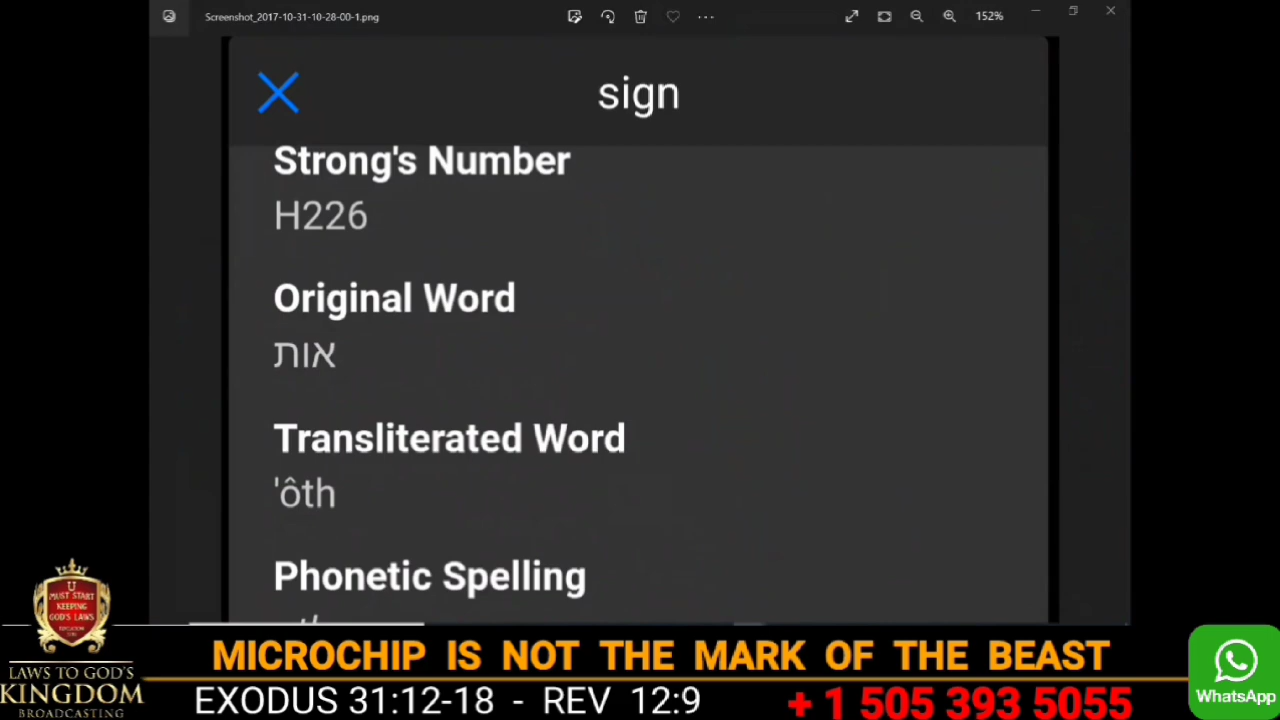 Screenshot_2017-10-31-10-28-00-1.png
152%
sign
Strong's Number
H226
Original Word
אות
Transliterated Word
'ôth
Phonetic Spelling
U
MUST START
KEEPING
GOD'S LAWS
LAWS TO GOD'S
KINGDOM
BROADCASTING
MICROCHIP IS NOT THE MARK OF THE BEAST
EXODUS 31:12-18 - REV 12:9
+ 1 505 393 5055
WhatsApp